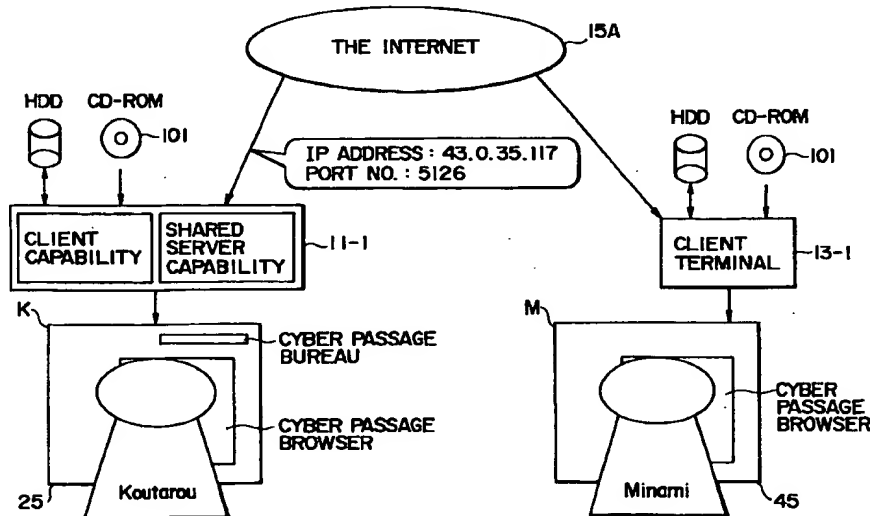 THE INTERNET
15A
HDD
CD-ROM
101
IP ADDRESS : 43.0.35.117
PORT NO. : 5126
HDD
CD-ROM
101
CLIENT
CAPABILITY
SHARED
SERVER
CAPABILITY
11-1
CLIENT
TERMINAL
13-1
K
CYBER PASSAGE
BUREAU
CYBER PASSAGE
BROWSER
Koutarou
25
M
CYBER
PASSAGE
BROWSER
Minami
45